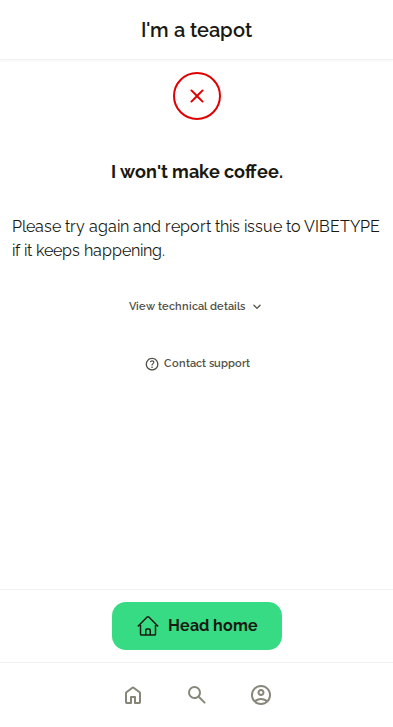 I'm a teapot
I won't make coffee.
Please try again and report this issue to VIBETYPE
if it keeps happening.
View technical details
Contact support
Head home